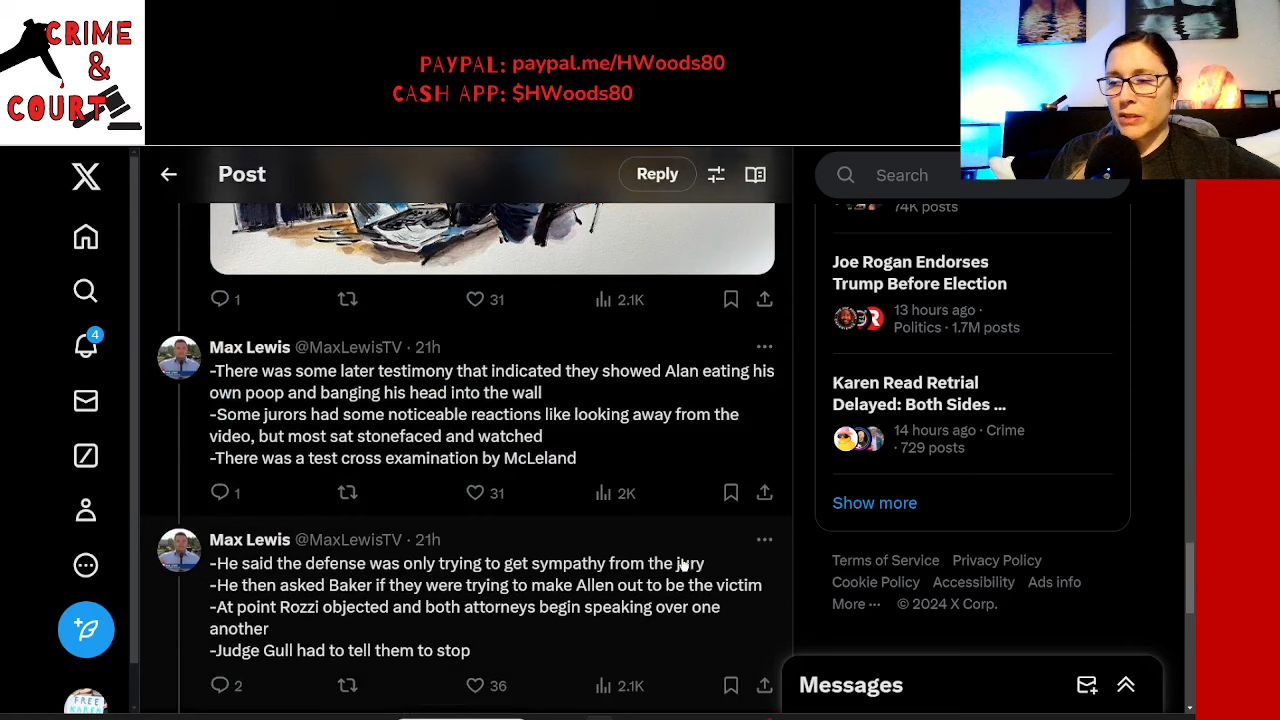 CRIME
&
COURT
PAYPAL: paypal.me/HWoods80
CASH APP: $HWoods80
Post
Reply
Search
74K posts
Joe Rogan Endorses
Trump Before Election
13 hours ago ·
Politics · 1.7M posts
Karen Read Retrial
Delayed: Both Sides ...
14 hours ago · Crime
· 729 posts
Show more
Terms of Service Privacy Policy
Cookie Policy Accessibility Ads info
More ··· © 2024 X Corp.
1 31 2.1K
Max Lewis @MaxLewisTV · 21h
-There was some later testimony that indicated they showed Alan eating his
own poop and banging his head into the wall
-Some jurors had some noticeable reactions like looking away from the
video, but most sat stonefaced and watched
-There was a test cross examination by McLeland
1 31 2K
Max Lewis @MaxLewisTV · 21h
-He said the defense was only trying to get sympathy from the jury
-He then asked Baker if they were trying to make Allen out to be the victim
-At point Rozzi objected and both attorneys begin speaking over one
another
-Judge Gull had to tell them to stop
2 36 2.1K
4
FREE
KAREN
Messages